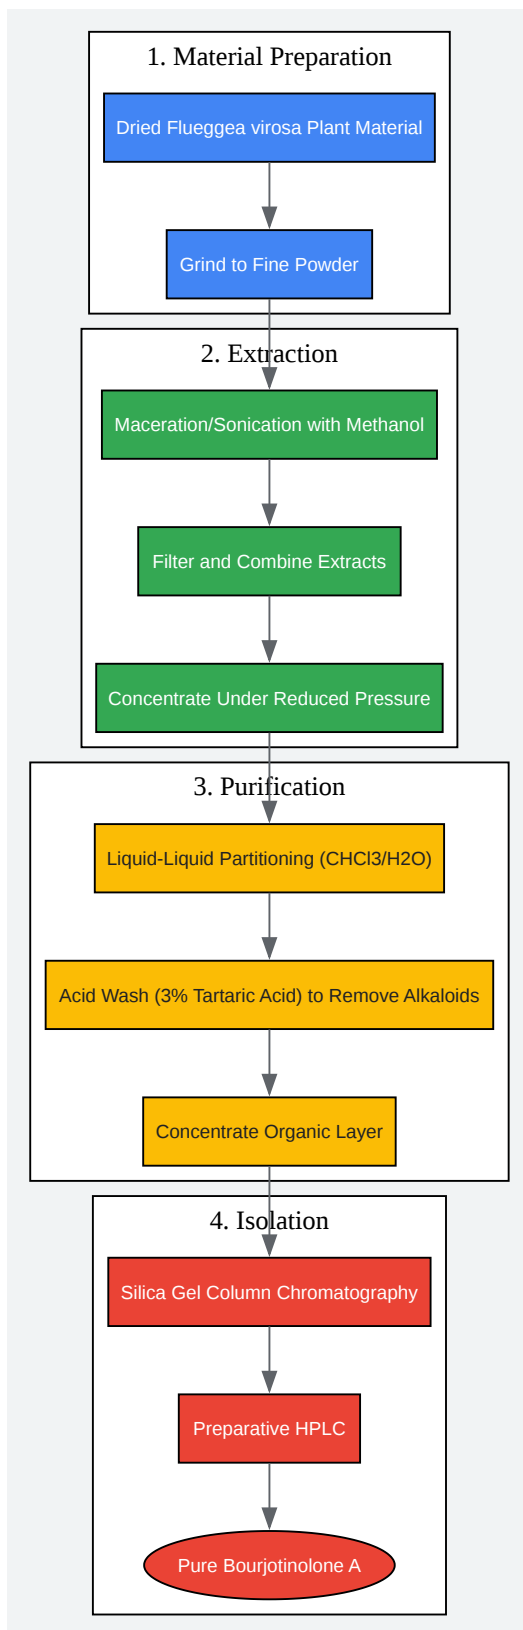 1. Material Preparation
Dried Flueggea virosa Plant Material
Grind to Fine Powder
2. Extraction
Maceration/Sonication with Methanol
Filter and Combine Extracts
Concentrate Under Reduced Pressure
3. Purification
Liquid-Liquid Partitioning (CHCl3/H2O)
Acid Wash (3% Tartaric Acid) to Remove Alkaloids
Concentrate Organic Layer
4. Isolation
Silica Gel Column Chromatography
Preparative HPLC
Pure Bourjotinolone A